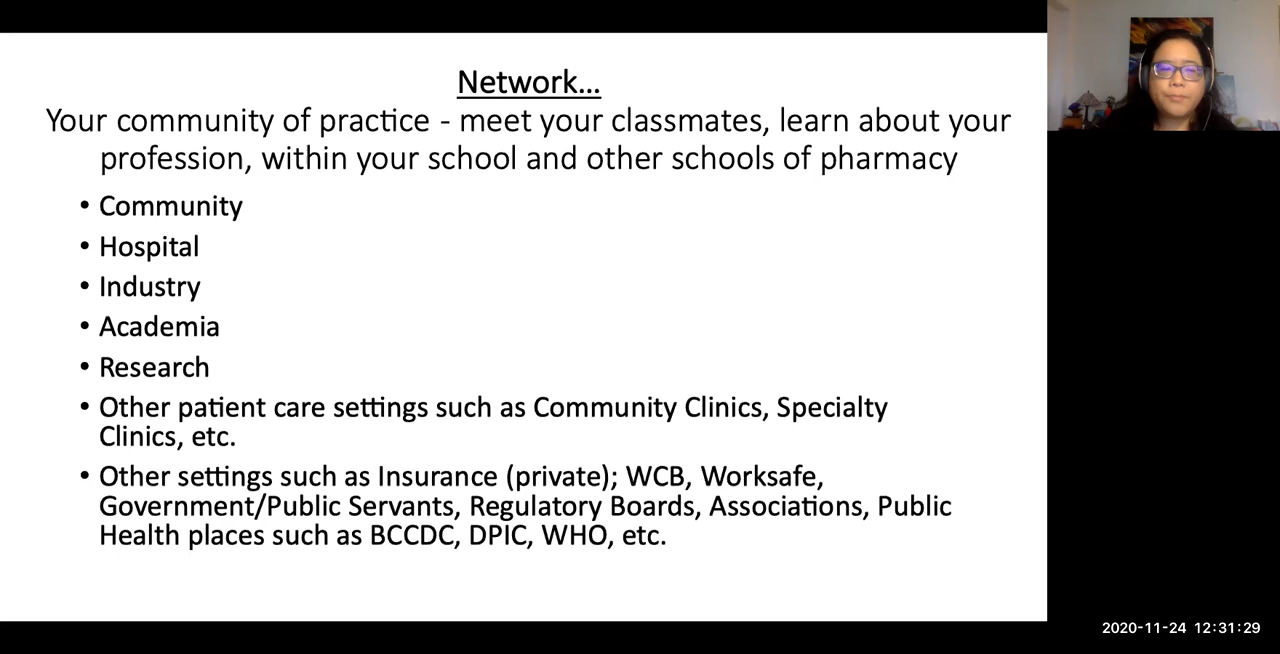 Network...
Your community of practice - meet your classmates, learn about your
profession, within your school and other schools of pharmacy
• Community
• Hospital
• Industry
• Academia
• Research
• Other patient care settings such as Community Clinics, Specialty
Clinics, etc.
• Other settings such as Insurance (private); WCB, Worksafe,
Government/Public Servants, Regulatory Boards, Associations, Public
Health places such as BCCDC, DPIC, WHO, etc.
2020-11-24 12:31:29